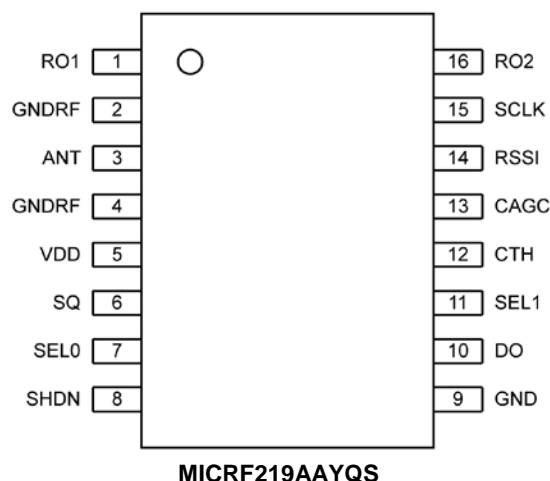 RO1 1 16 RO2
GNDRF 2 15 SCLK
ANT 3 14 RSSI
GNDRF 4 13 CAGC
VDD 5 12 CTH
SQ 6 11 SEL1
SEL0 7 10 DO
SHDN 8 9 GND
MICRF219AAYQS